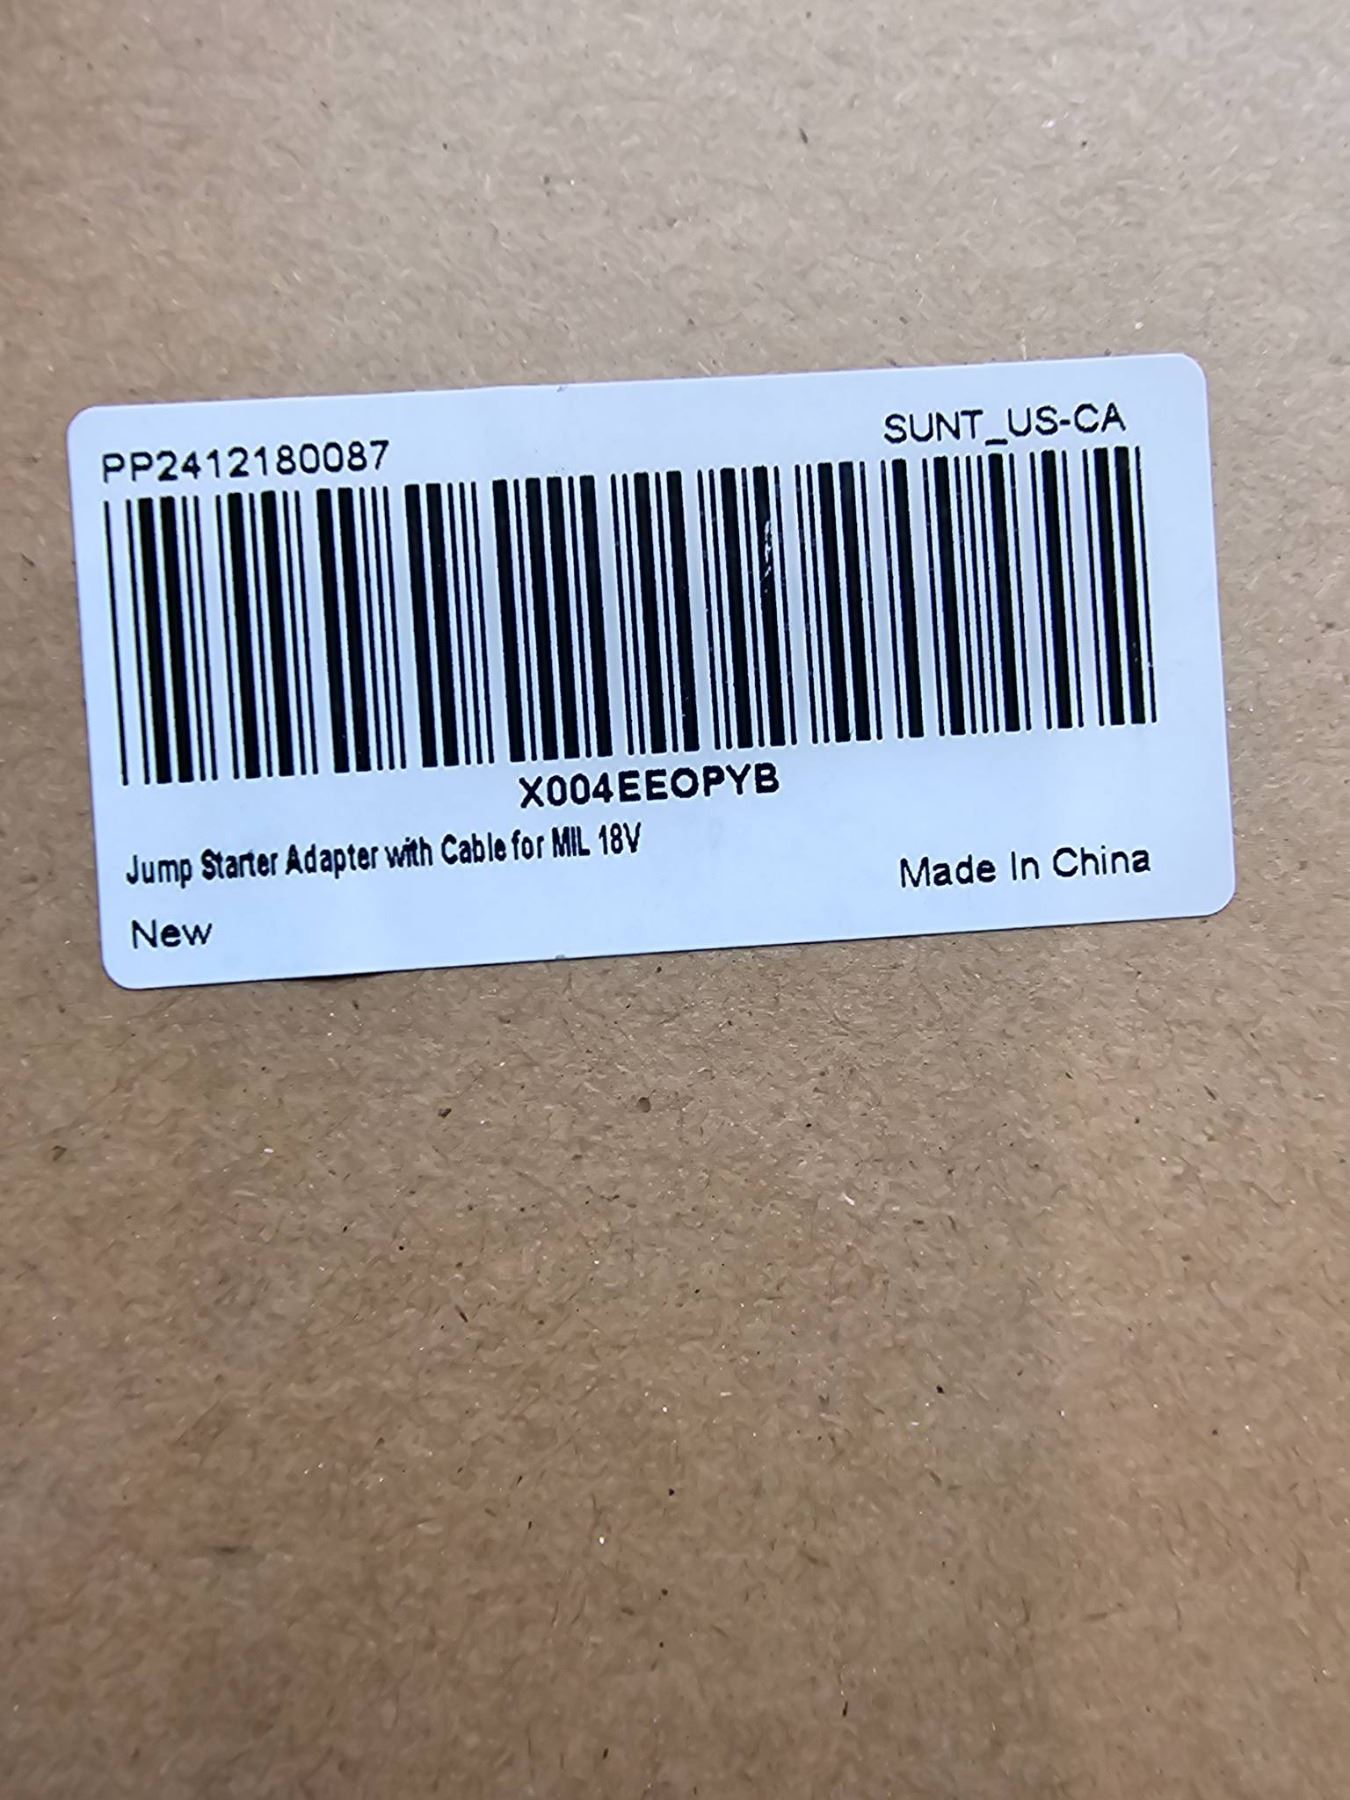 PP2412180087
SUNT_US-CA
X004EEOPYB
Jump Starter Adapter with Cable for MIL 18V
Made In China
New